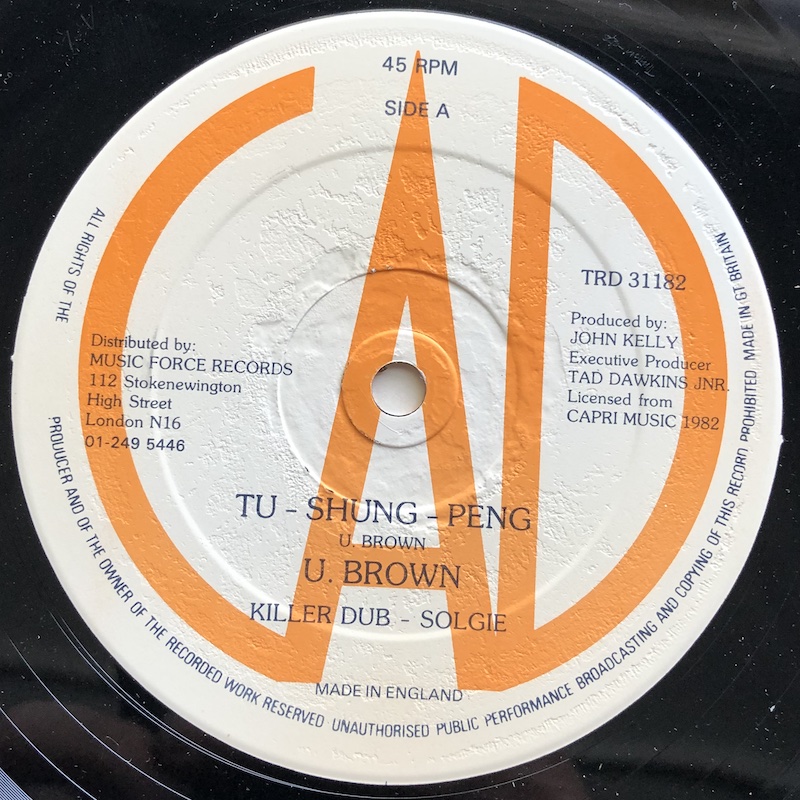 45 RPM
SIDE A
CAD
TRD 31182
Produced by:
JOHN KELLY
Executive Producer
TAD DAWKINS JNR.
Licensed from
CAPRI MUSIC 1982
Distributed by:
MUSIC FORCE RECORDS
112 Stokenewington
High Street
London N16
01-249 5446
TU - SHUNG - PENG
U. BROWN
U. BROWN
KILLER DUB - SOLGIE
MADE IN ENGLAND
ALL RIGHTS OF THE PRODUCER AND OF THE OWNER OF THE RECORDED WORK RESERVED UNAUTHORISED PUBLIC PERFORMANCE BROADCASTING AND COPYING OF THIS RECORD PROHIBITED MADE IN GT BRITAIN